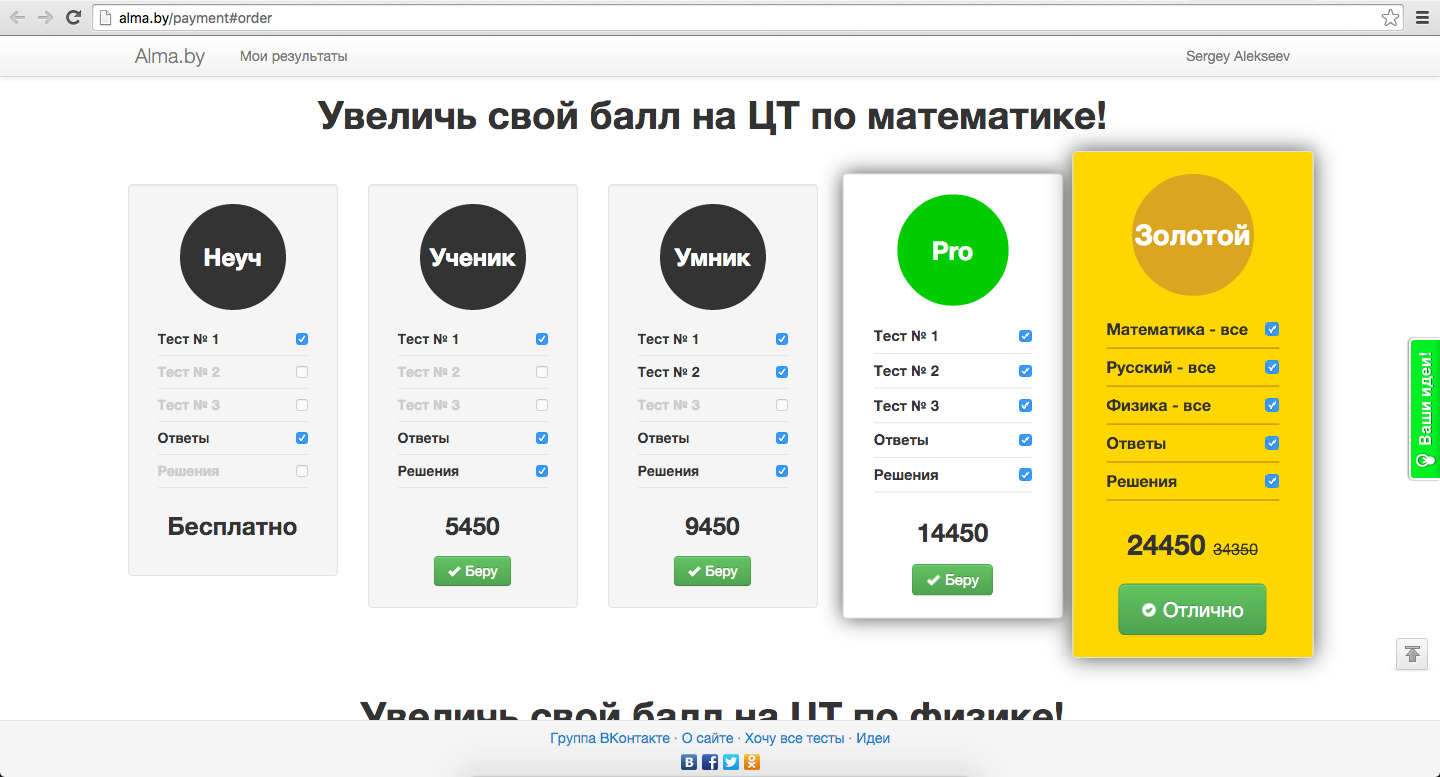 alma.by/payment#order
Alma.by
Мои результаты
Sergey Alekseev
Увеличь свой балл на ЦТ по математике!
Неуч
Тест № 1
Тест № 2
Тест № 3
Ответы
Решения
Бесплатно
Ученик
Тест № 1
Тест № 2
Тест № 3
Ответы
Решения
5450
Беру
Умник
Тест № 1
Тест № 2
Тест № 3
Ответы
Решения
9450
Беру
Pro
Тест № 1
Тест № 2
Тест № 3
Ответы
Решения
14450
Беру
Золотой
Математика - все
Русский - все
Физика - все
Ответы
Решения
24450 34350
Отлично
Ваши идеи!
Увеличь свой балл на ЦТ по физике!
Группа ВКонтакте · О сайте · Хочу все тесты · Идеи